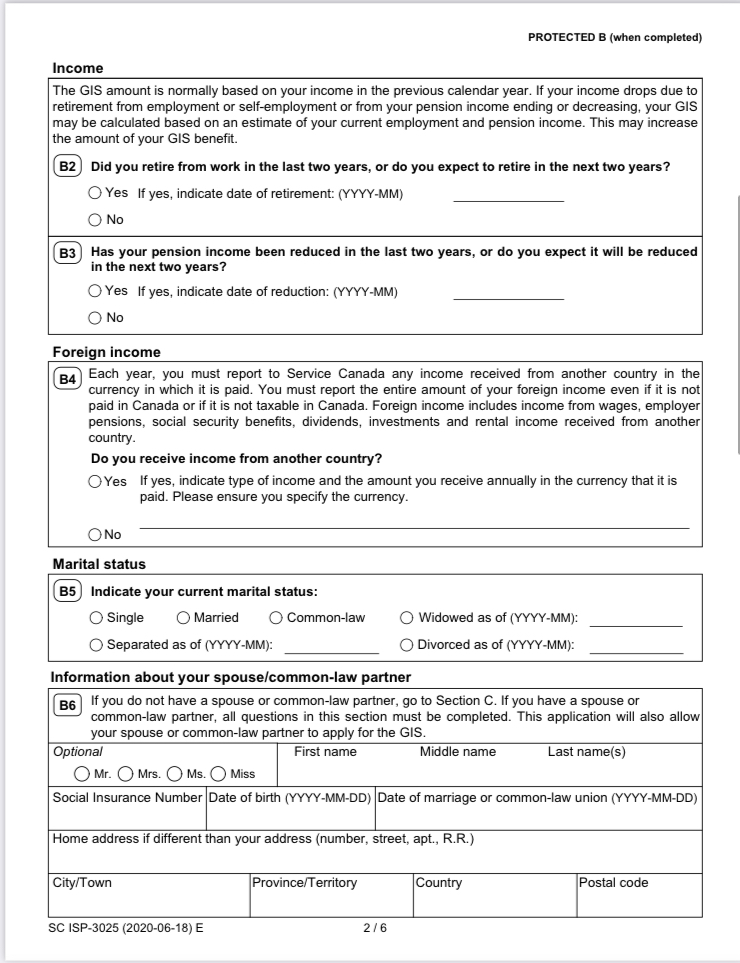 PROTECTED B (when completed)
Income
The GIS amount is normally based on your income in the previous calendar year. If your income drops due to
retirement from employment or self-employment or from your pension income ending or decreasing, your GIS
may be calculated based on an estimate of your current employment and pension income. This may increase
the amount of your GIS benefit.
B2 Did you retire from work in the last two years, or do you expect to retire in the next two years?
Yes If yes, indicate date of retirement: (YYYY-MM)
No
B3 Has your pension income been reduced in the last two years, or do you expect it will be reduced
in the next two years?
Yes If yes, indicate date of reduction: (YYYY-MM)
No
Foreign income
B4 Each year, you must report to Service Canada any income received from another country in the
currency in which it is paid. You must report the entire amount of your foreign income even if it is not
paid in Canada or if it is not taxable in Canada. Foreign income includes income from wages, employer
pensions, social security benefits, dividends, investments and rental income received from another
country.
Do you receive income from another country?
Yes If yes, indicate type of income and the amount you receive annually in the currency that it is
paid. Please ensure you specify the currency.
No
Marital status
B5 Indicate your current marital status:
Single Married Common-law Widowed as of (YYYY-MM):
Separated as of (YYYY-MM): Divorced as of (YYYY-MM):
Information about your spouse/common-law partner
B6 If you do not have a spouse or common-law partner, go to Section C. If you have a spouse or
common-law partner, all questions in this section must be completed. This application will also allow
your spouse or common-law partner to apply for the GIS.
Optional First name Middle name Last name(s)
Mr. Mrs. Ms. Miss
Social Insurance Number Date of birth (YYYY-MM-DD) Date of marriage or common-law union (YYYY-MM-DD)
Home address if different than your address (number, street, apt., R.R.)
City/Town Province/Territory Country Postal code
SC ISP-3025 (2020-06-18) E 2 / 6